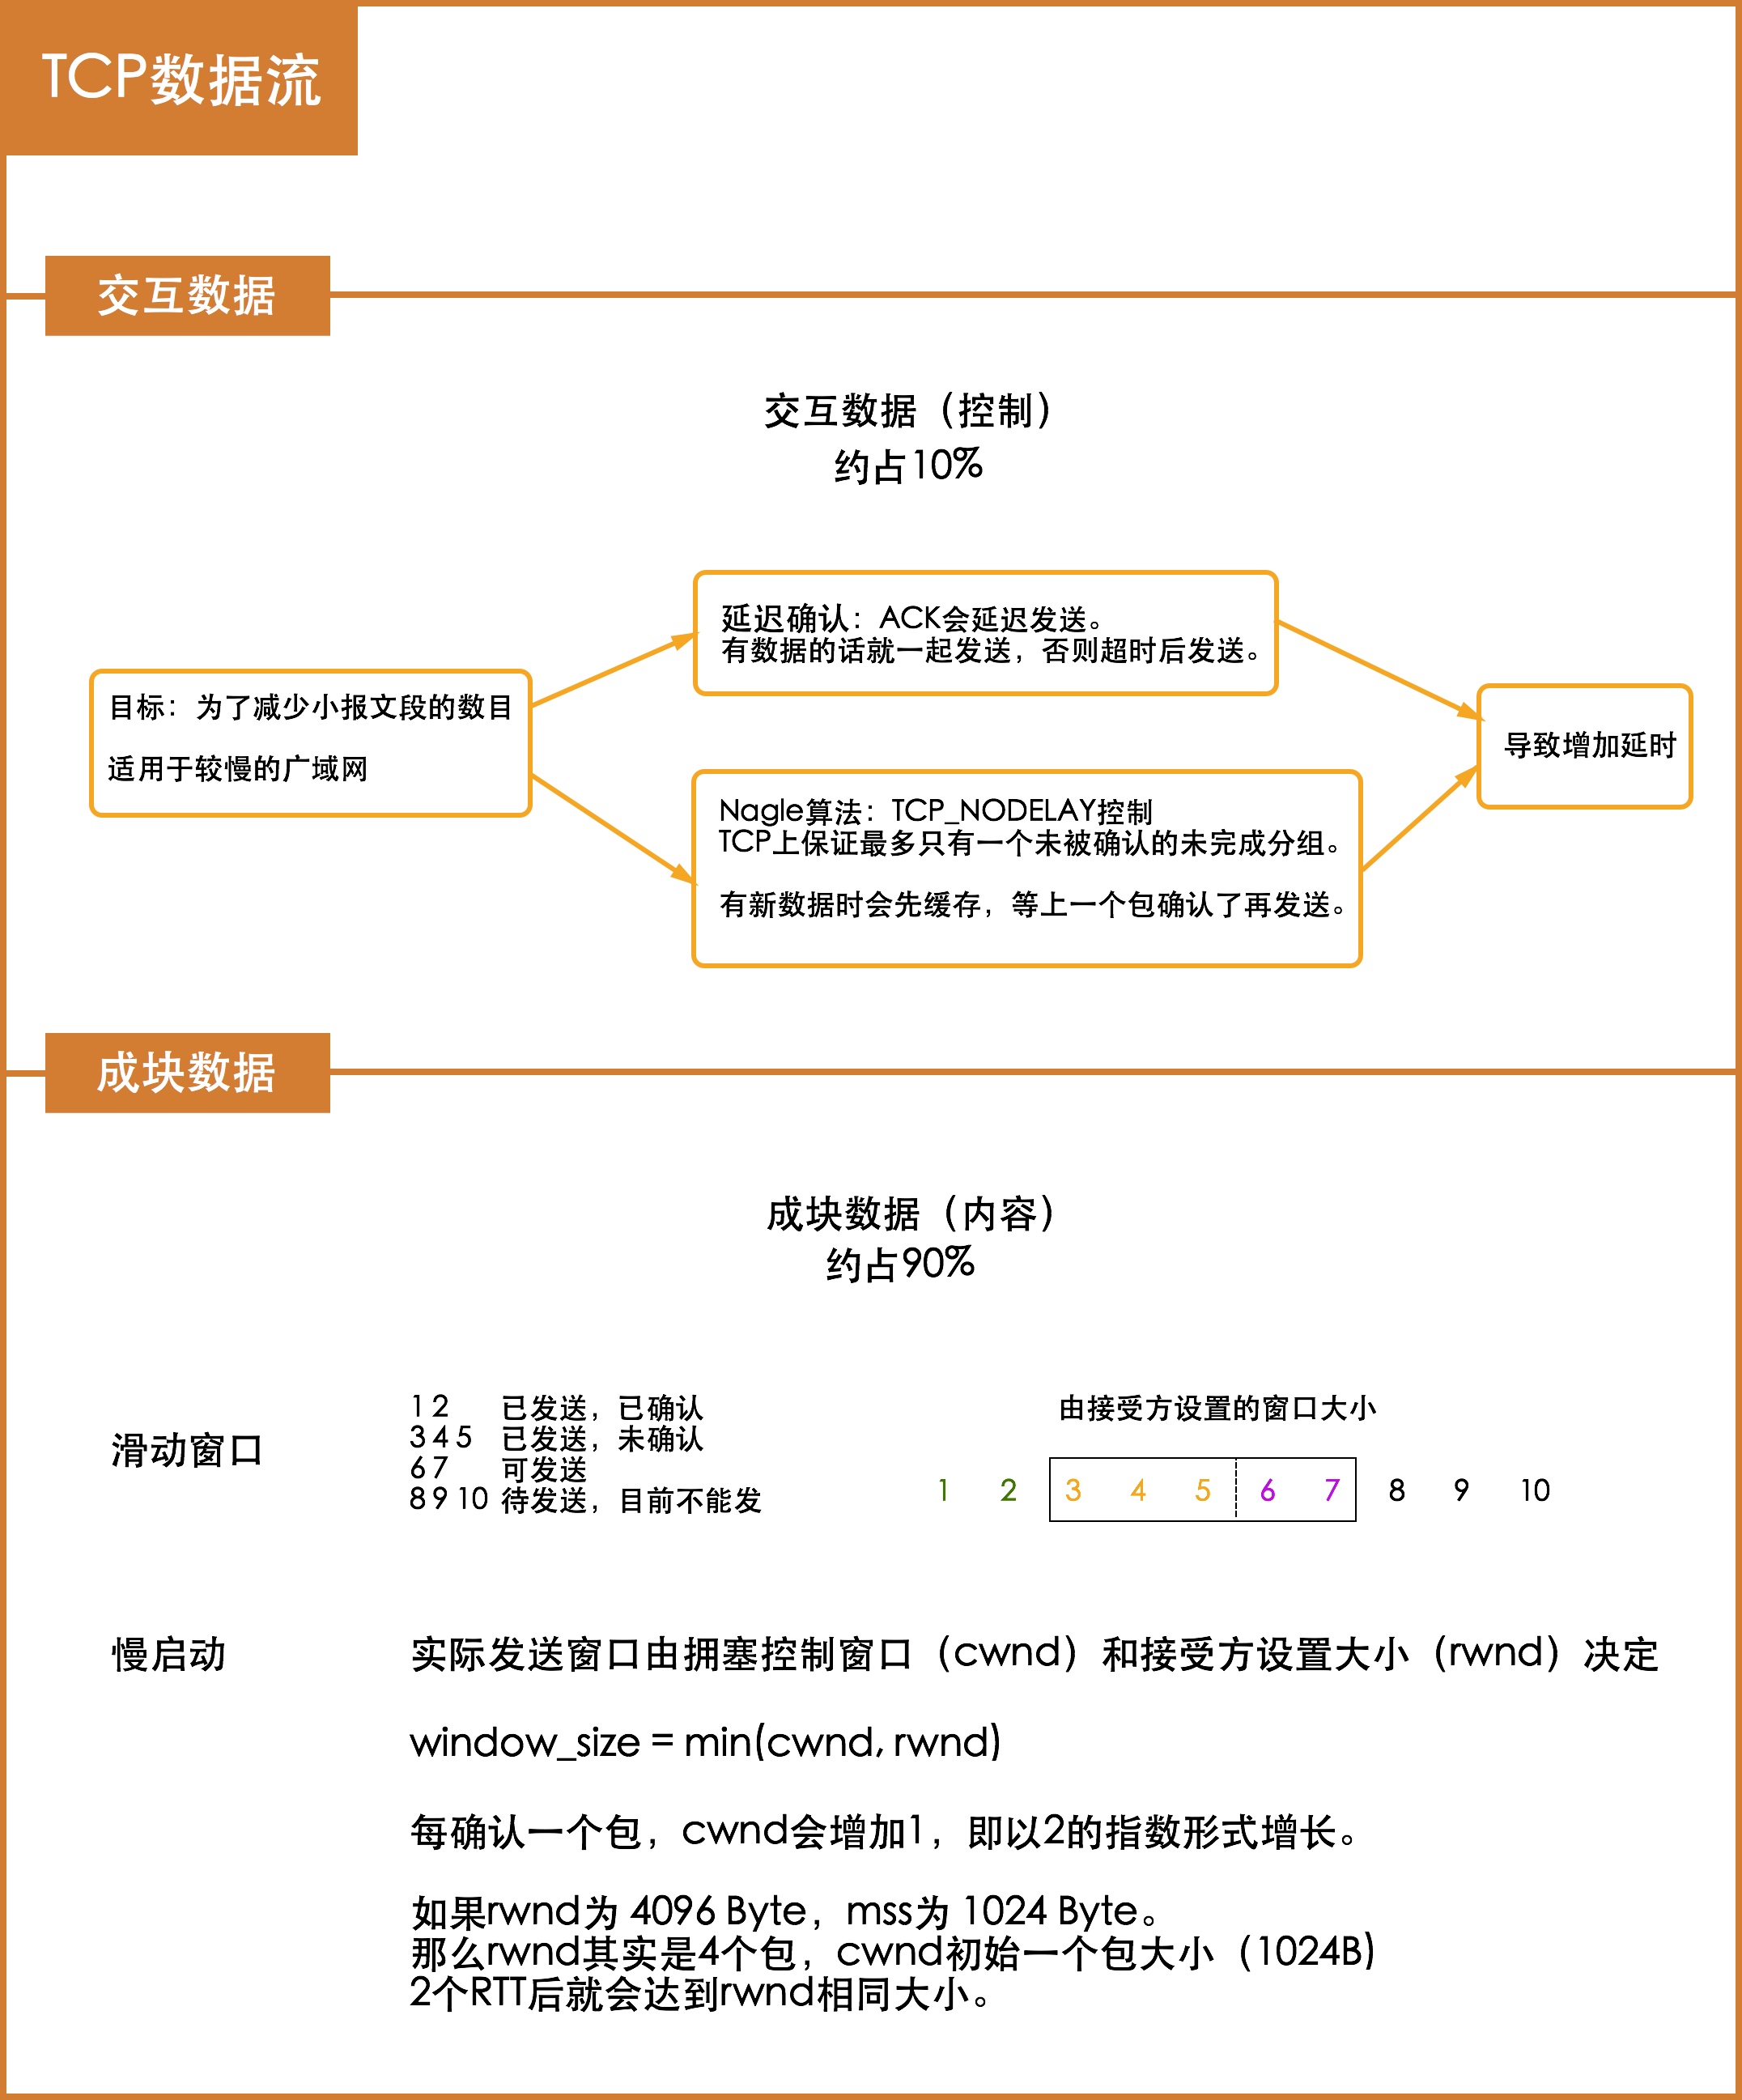 TCP数据流
交互数据
交互数据（控制）
约占10%
目标：为了减少小报文段的数目
适用于较慢的广域网
延迟确认：ACK会延迟发送。
有数据的话就一起发送，否则超时后发送。
Nagle算法：TCP_NODELAY控制
TCP上保证最多只有一个未被确认的未完成分组。
有新数据时会先缓存，等上一个包确认了再发送。
导致增加延时
成块数据
成块数据（内容）
约占90%
滑动窗口
1 2 已发送，已确认
3 4 5 已发送，未确认
6 7 可发送
8 9 10 待发送，目前不能发
由接受方设置的窗口大小
1 2 3 4 5 6 7 8 9 10
慢启动
实际发送窗口由拥塞控制窗口（cwnd）和接受方设置大小（rwnd）决定
window_size = min(cwnd, rwnd)
每确认一个包，cwnd会增加1，即以2的指数形式增长。
如果rwnd为 4096 Byte，mss为 1024 Byte。
那么rwnd其实是4个包，cwnd初始一个包大小（1024B）
2个RTT后就会达到rwnd相同大小。